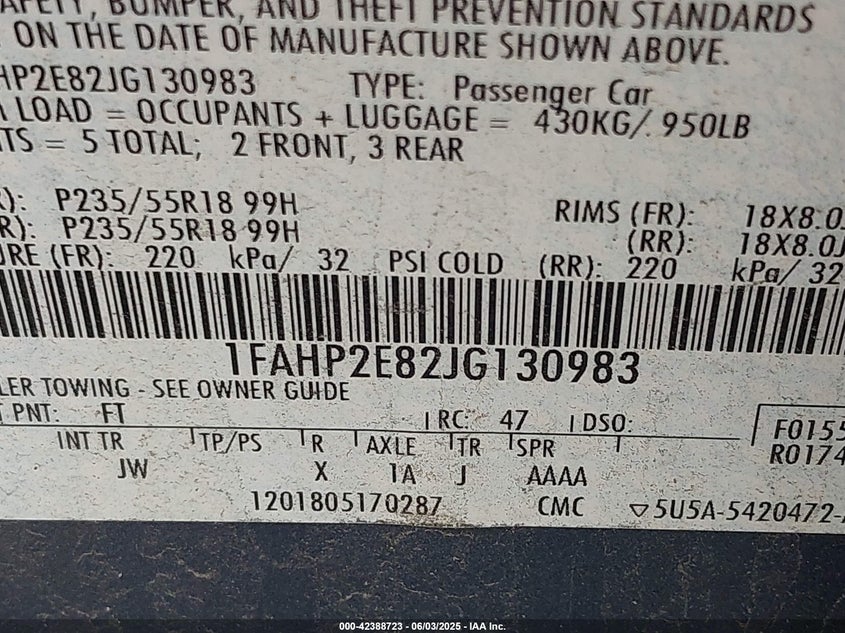 BUMPER, AND THEFT PREVENTION STANDARDS
ON THE DATE OF MANUFACTURE SHOWN ABOVE.
HP2E82JG130983 TYPE: Passenger Car
LOAD = OCCUPANTS + LUGGAGE = 430KG/ 950LB
TS = 5 TOTAL; 2 FRONT, 3 REAR
): P235/55R18 99H RIMS (FR): 18X8.0J
R): P235/55R18 99H (RR): 18X8.0J
URE (FR): 220 kPa/ 32 PSI COLD (RR): 220 kPa/ 32
1FAHP2E82JG130983
LER TOWING - SEE OWNER GUIDE
PNT: FT RC: 47 DSO: F0155
INT TR TP/PS R AXLE TR SPR R0174
JW X 1A J AAAA
1201805170287 CMC ▽5U5A-5420472-
000-42388723 - 06/03/2025 - IAA Inc.